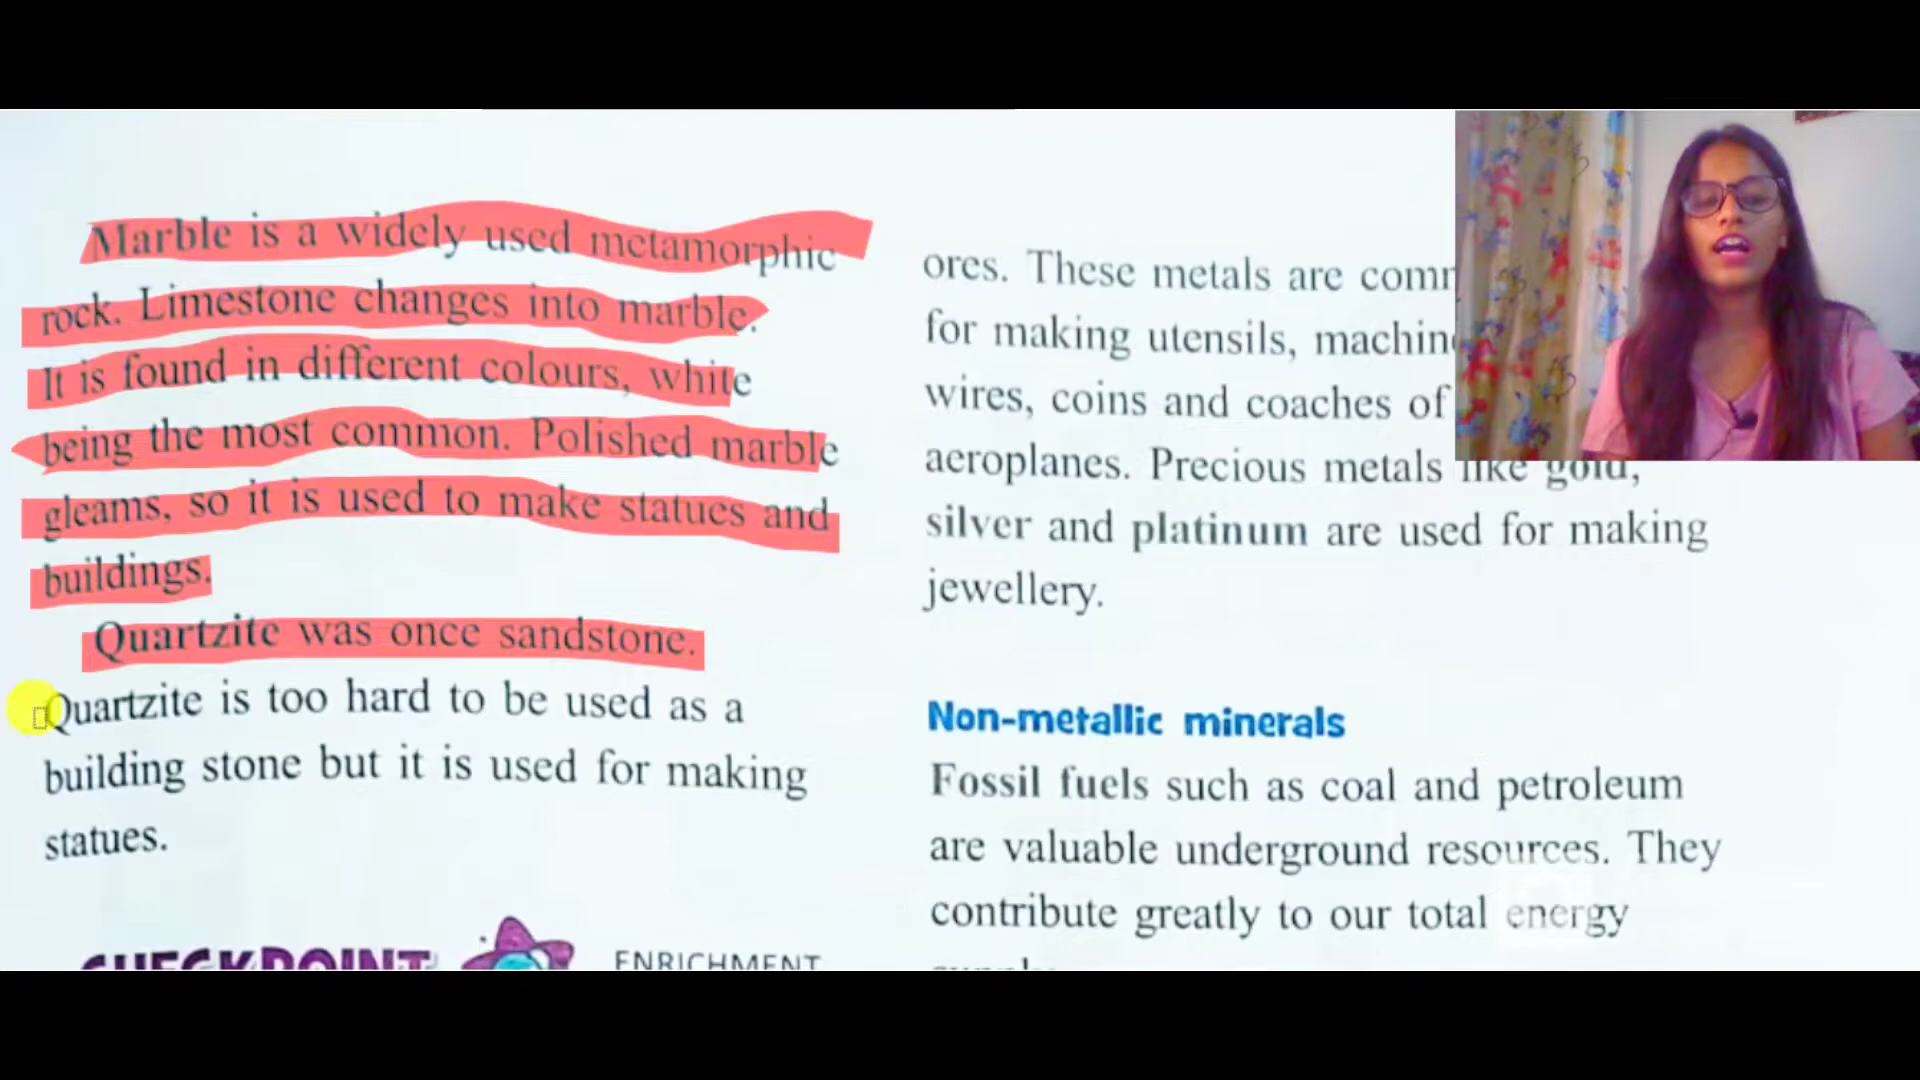 Marble is a widely used metamorphic
rock. Limestone changes into marble.
It is found in different colours, white
being the most common. Polished marble
gleams, so it is used to make statues and
buildings.
Quartzite was once sandstone.
Quartzite is too hard to be used as a
building stone but it is used for making
statues.
CHECKPOINT
ENRICHMENT
ores. These metals are
for making utensils,
wires, coins and coaches of
aeroplanes. Precious metals like gold,
silver and platinum are used for making
jewellery.
Non-metallic minerals
Fossil fuels such as coal and petroleum
are valuable underground resources. They
contribute greatly to our total energy